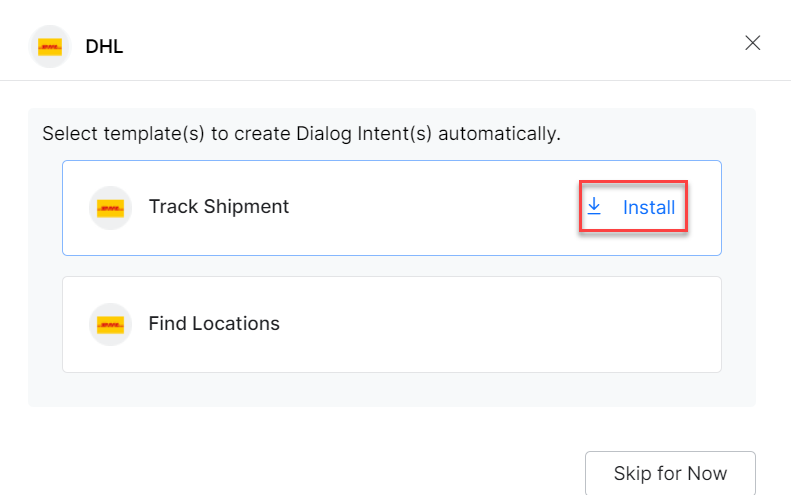 DHL
Select template(s) to create Dialog Intent(s) automatically.
Track Shipment
Install
Find Locations
Skip for Now